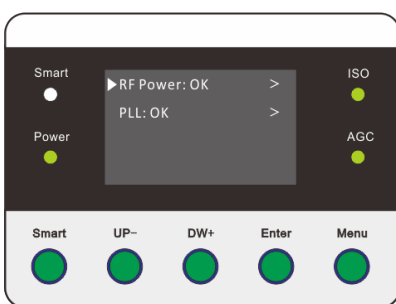 Smart
ISO
▶RF Power: OK >
PLL: OK >
Power
AGC
Smart UP− DW+ Enter Menu